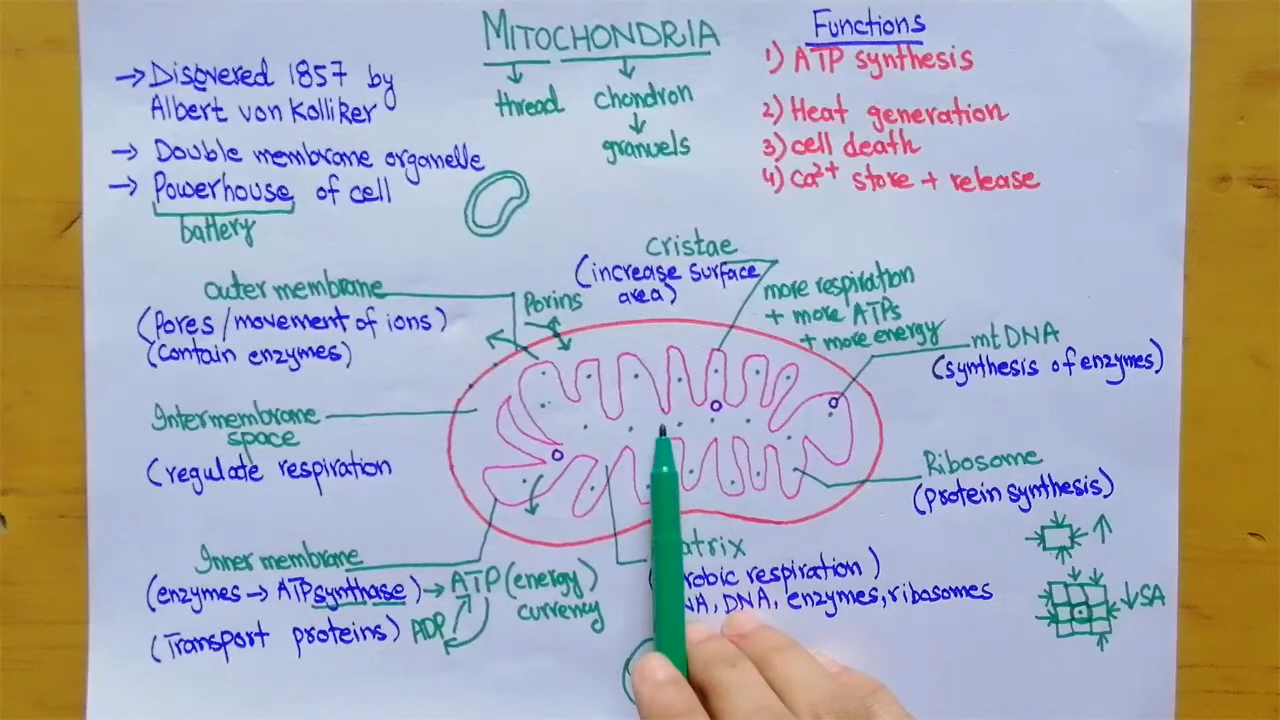 MITOCHONDRIA
thread
chondron
granuels
→ Discovered 1857 by
Albert von Kolliker
→ Double membrane organelle
→ Powerhouse of cell
battery
Functions
1) ATP synthesis
2) Heat generation
3) cell death
4) Ca2+ store + release
cristae
(increase surface
area)
more respiration
+ more ATPs
+ more energy
outer membrane
(Pores/movement of ions)
(contain enzymes)
Porins
mtDNA
(synthesis of enzymes)
Intermembrane
space
(regulate respiration
Ribosome
(protein synthesis)
Inner membrane
(enzymes → ATPsynthase) → ATP (energy)
currency
(Transport proteins)
ADP
respiration)
DNA, enzymes, ribosomes
↑
↓SA